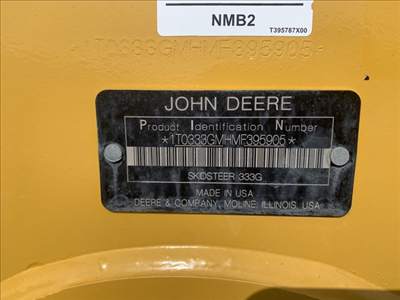 NMB2
T395787X00
*1T0333GMHMF395905*
JOHN DEERE
Product Identification Number
*1T0333GMHMF395905*
SKIDSTEER 333G
MADE IN USA
DEERE & COMPANY, MOLINE, ILLINOIS, USA